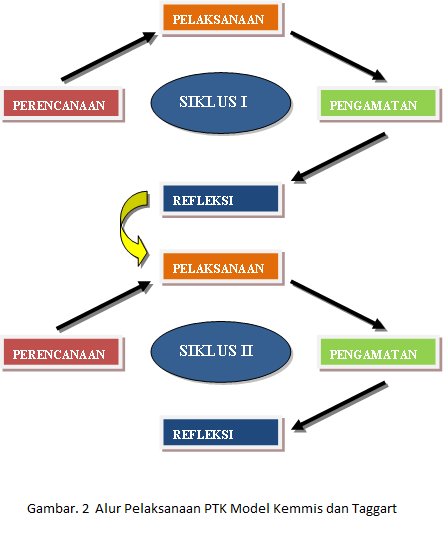 PELAKSANAAN
PERENCANAAN
SIKLUS I
PENGAMATAN
REFLEKSI
PELAKSANAAN
PERENCANAAN
SIKLUS II
PENGAMATAN
REFLEKSI
Gambar. 2 Alur Pelaksanaan PTK Model Kemmis dan Taggart